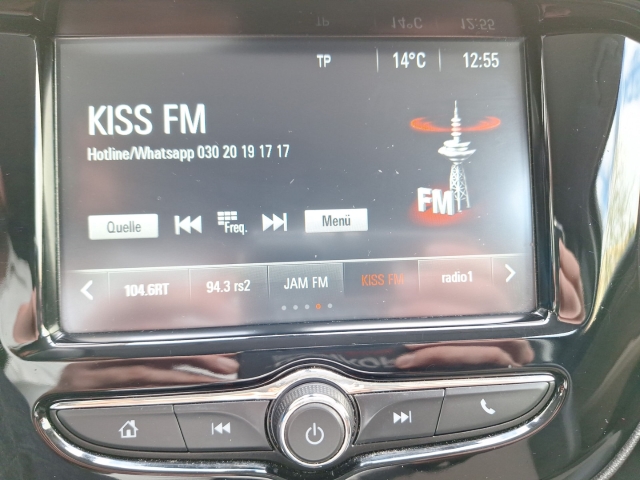 TP 14°C 12:55
KISS FM
Hotline/Whatsapp 030 20 19 17 17
FM
Quelle Freq. Menü
104.6RT 94.3 rs2 JAM FM KISS FM radio1